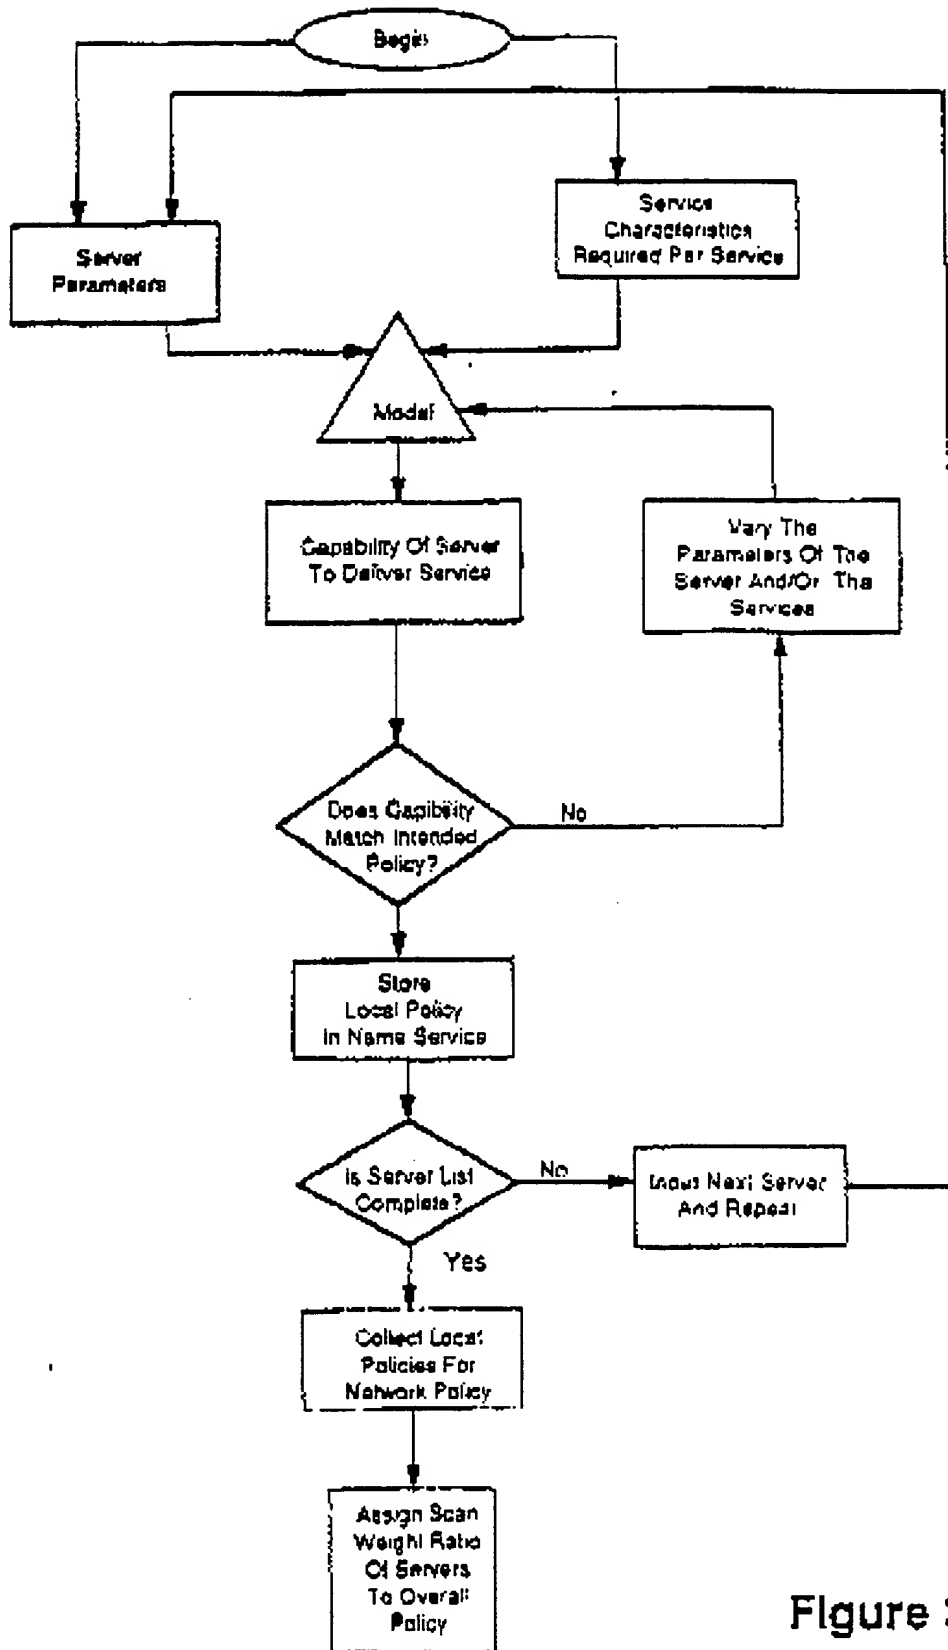 Begin
Service
Characteristics
Required Per Service
Server
Parameters
Model
Capability Of Server
To Deliver Service
Vary The
Parameters Of The
Server And/Or The
Services
Does Capibility
Match Intended
Policy?
No
Store
Local Policy
In Name Service
Is Server List
Complete?
No
Input Next Server
And Repeat
Yes
Collect Local
Policies For
Network Policy
Assign Scan
Weight Ratio
Of Servers
To Overall
Policy
Figure